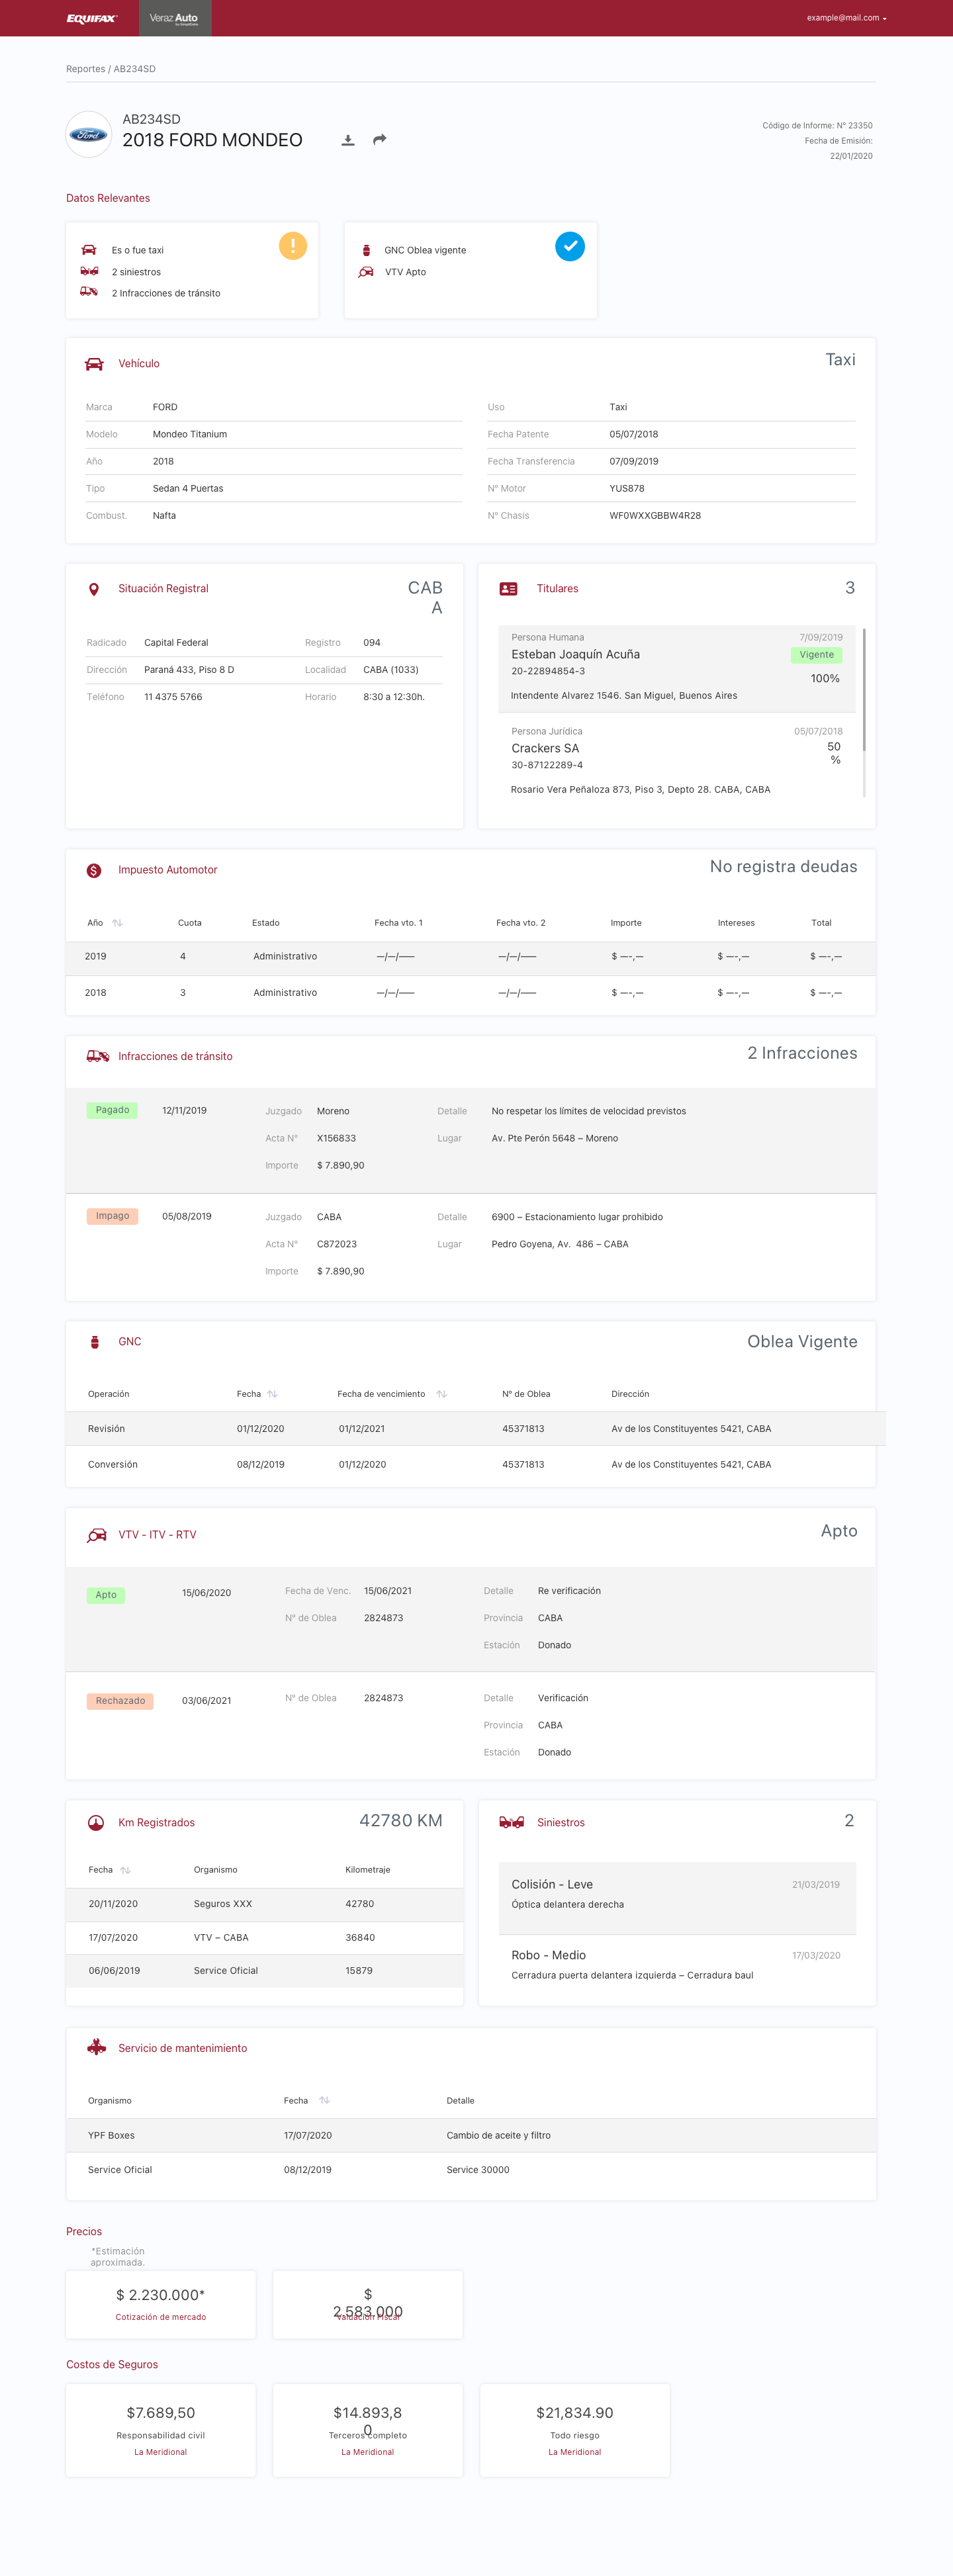 EQUIFAX
Veraz Auto
example@mail.com
Reportes / AB234SD
AB234SD
2018 FORD MONDEO
Ford
Código de Informe: N° 23350
Fecha de Emisión:
22/01/2020
Datos Relevantes
Es o fue taxi
2 siniestros
2 Infracciones de tránsito
GNC Oblea vigente
VTV Apto
Vehículo
Taxi
Marca FORD
Modelo Mondeo Titanium
Año 2018
Tipo Sedan 4 Puertas
Combust. Nafta
Uso Taxi
Fecha Patente 05/07/2018
Fecha Transferencia 07/09/2019
N° Motor YUS878
N° Chasis WF0WXXGBBW4R28
Situación Registral
CAB
A
Radicado Capital Federal Registro 094
Dirección Paraná 433, Piso 8 D Localidad CABA (1033)
Teléfono 11 4375 5766 Horario 8:30 a 12:30h.
Titulares
3
Persona Humana 7/09/2019
Esteban Joaquín Acuña Vigente
20-22894854-3 100%
Intendente Alvarez 1546. San Miguel, Buenos Aires
Persona Jurídica 05/07/2018
Crackers SA 50
30-87122289-4 %
Rosario Vera Peñaloza 873, Piso 3, Depto 28. CABA, CABA
Impuesto Automotor
No registra deudas
Año Cuota Estado Fecha vto. 1 Fecha vto. 2 Importe Intereses Total
2019 4 Administrativo —/—/—— —/—/—— $ —-,— $ —-,— $ —-,—
2018 3 Administrativo —/—/—— —/—/—— $ —-,— $ —-,— $ —-,—
Infracciones de tránsito
2 Infracciones
Pagado 12/11/2019 Juzgado Moreno Detalle No respetar los límites de velocidad previstos
Acta N° X156833 Lugar Av. Pte Perón 5648 – Moreno
Importe $ 7.890,90
Impago 05/08/2019 Juzgado CABA Detalle 6900 – Estacionamiento lugar prohibido
Acta N° C872023 Lugar Pedro Goyena, Av. 486 – CABA
Importe $ 7.890,90
GNC
Oblea Vigente
Operación Fecha Fecha de vencimiento N° de Oblea Dirección
Revisión 01/12/2020 01/12/2021 45371813 Av de los Constituyentes 5421, CABA
Conversión 08/12/2019 01/12/2020 45371813 Av de los Constituyentes 5421, CABA
VTV - ITV - RTV
Apto
Apto 15/06/2020 Fecha de Venc. 15/06/2021 Detalle Re verificación
N° de Oblea 2824873 Provincia CABA
Estación Donado
Rechazado 03/06/2021 N° de Oblea 2824873 Detalle Verificación
Provincia CABA
Estación Donado
Km Registrados
42780 KM
Fecha Organismo Kilometraje
20/11/2020 Seguros XXX 42780
17/07/2020 VTV – CABA 36840
06/06/2019 Service Oficial 15879
Siniestros
2
Colisión - Leve 21/03/2019
Óptica delantera derecha
Robo - Medio 17/03/2020
Cerradura puerta delantera izquierda – Cerradura baul
Servicio de mantenimiento
Organismo Fecha Detalle
YPF Boxes 17/07/2020 Cambio de aceite y filtro
Service Oficial 08/12/2019 Service 30000
Precios
*Estimación
aproximada.
$ 2.230.000*
Cotización de mercado
$
2.583.000
Valuación Fiscal
Costos de Seguros
$7.689,50
Responsabilidad civil
La Meridional
$14.893,8
0
Terceros completo
La Meridional
$21,834.90
Todo riesgo
La Meridional